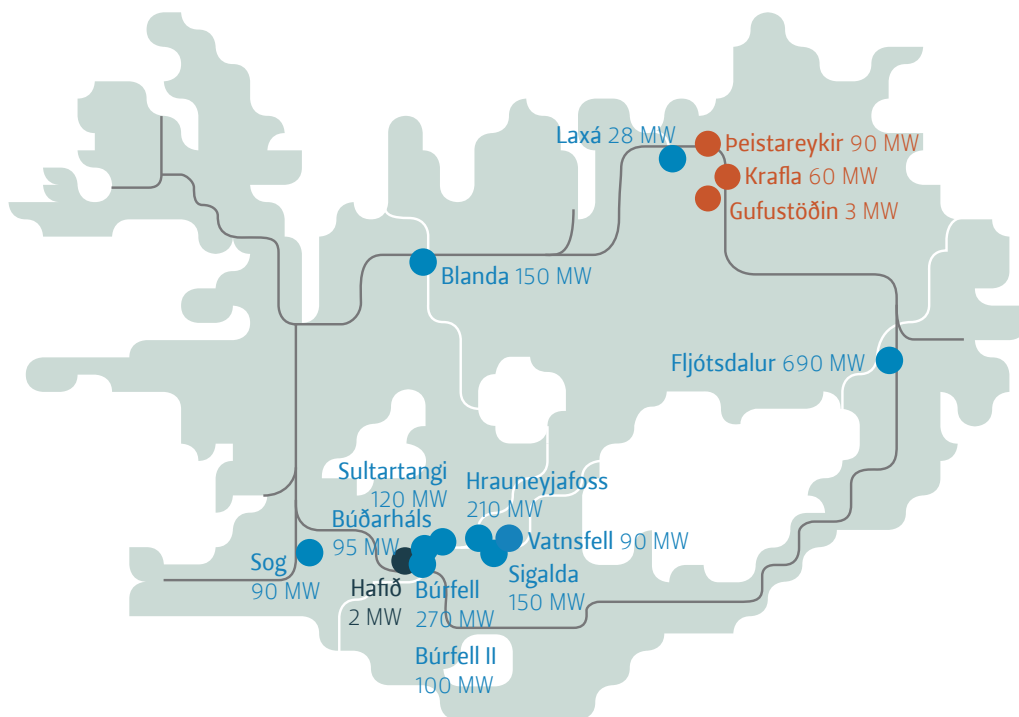 Laxá 28 MW
Þeistareykir 90 MW
Krafla 60 MW
Gufustöðin 3 MW
Blanda 150 MW
Fljótsdalur 690 MW
Sultartangi
120 MW
Hrauneyjafoss
210 MW
Búðarháls
95 MW
Vatnsfell 90 MW
Sog
90 MW
Sigalda
150 MW
Hafið
2 MW
Búrfell
270 MW
Búrfell II
100 MW